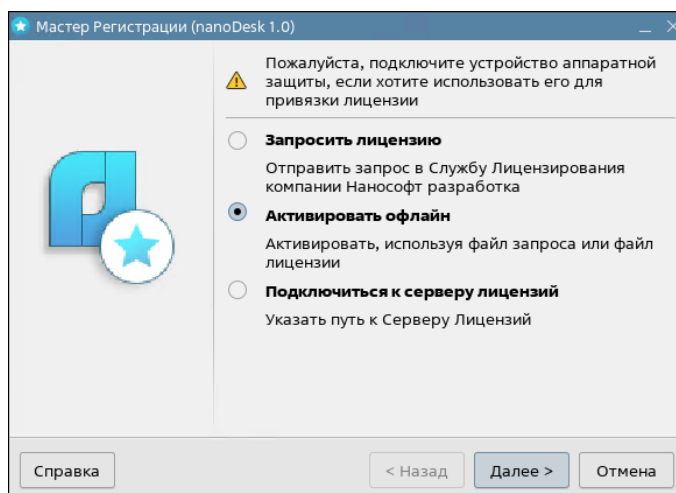 Мастер Регистрации (nanoDesk 1.0)
Пожалуйста, подключите устройство аппаратной
защиты, если хотите использовать его для
привязки лицензии
Запросить лицензию
Отправить запрос в Службу Лицензирования
компании Нанософт разработка
Активировать офлайн
Активировать, используя файл запроса или файл
лицензии
Подключиться к серверу лицензий
Указать путь к Серверу Лицензий
Справка
< Назад
Далее >
Отмена